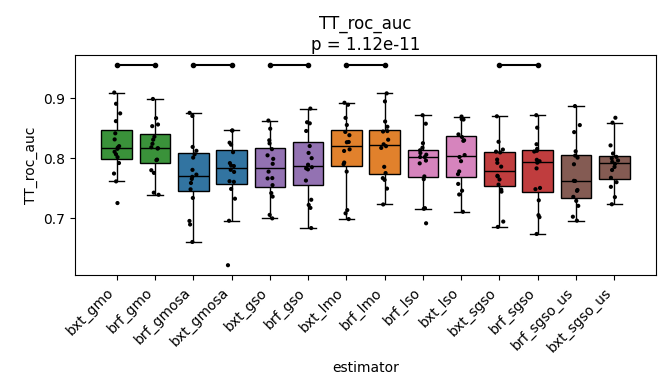 TT_roc_auc
p = 1.12e-11
TT_roc_auc
0.9
0.8
0.7
bxt_gmo
brf_gmo
brf_gmosa
bxt_gmosa
bxt_gso
brf_gso
bxt_lmo
brf_lmo
brf_lso
bxt_lso
bxt_sgso
brf_sgso
brf_sgso_us
bxt_sgso_us
estimator